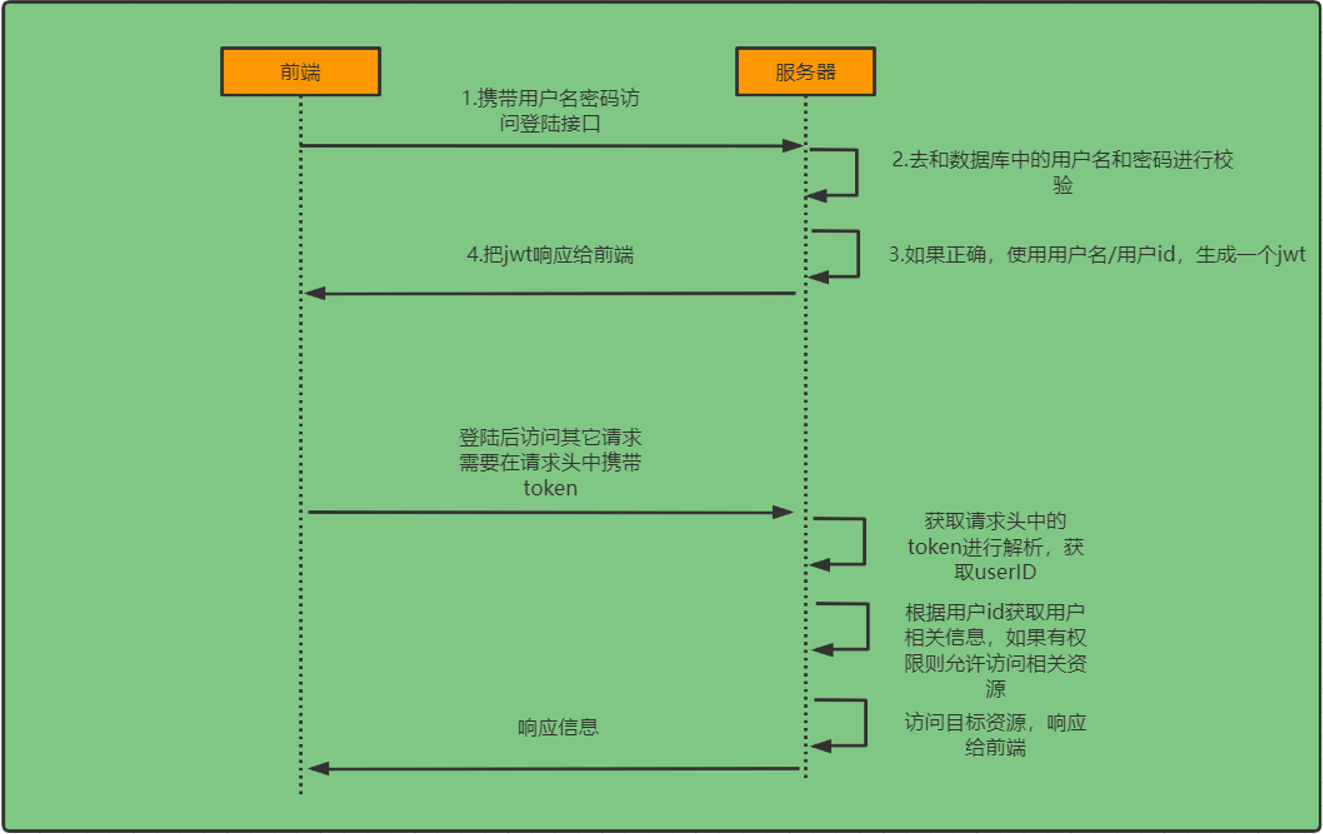 前端
服务器
1.携带用户名密码访
问登陆接口
2.去和数据库中的用户名和密码进行校
验
4.把jwt响应给前端
3.如果正确，使用用户名/用户id，生成一个jwt
登陆后访问其它请求
需要在请求头中携带
token
获取请求头中的
token进行解析，获
取userID
根据用户id获取用户
相关信息，如果有权
限则允许访问相关资
源
响应信息
访问目标资源，响应
给前端